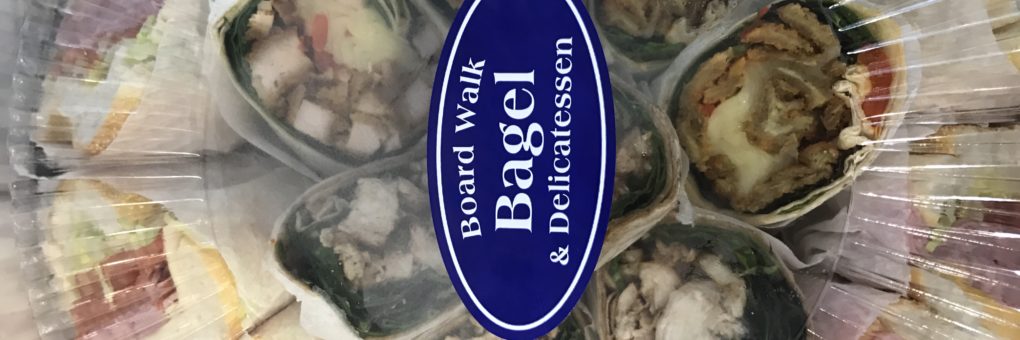 Board Walk
Bagel
& Delicatessen